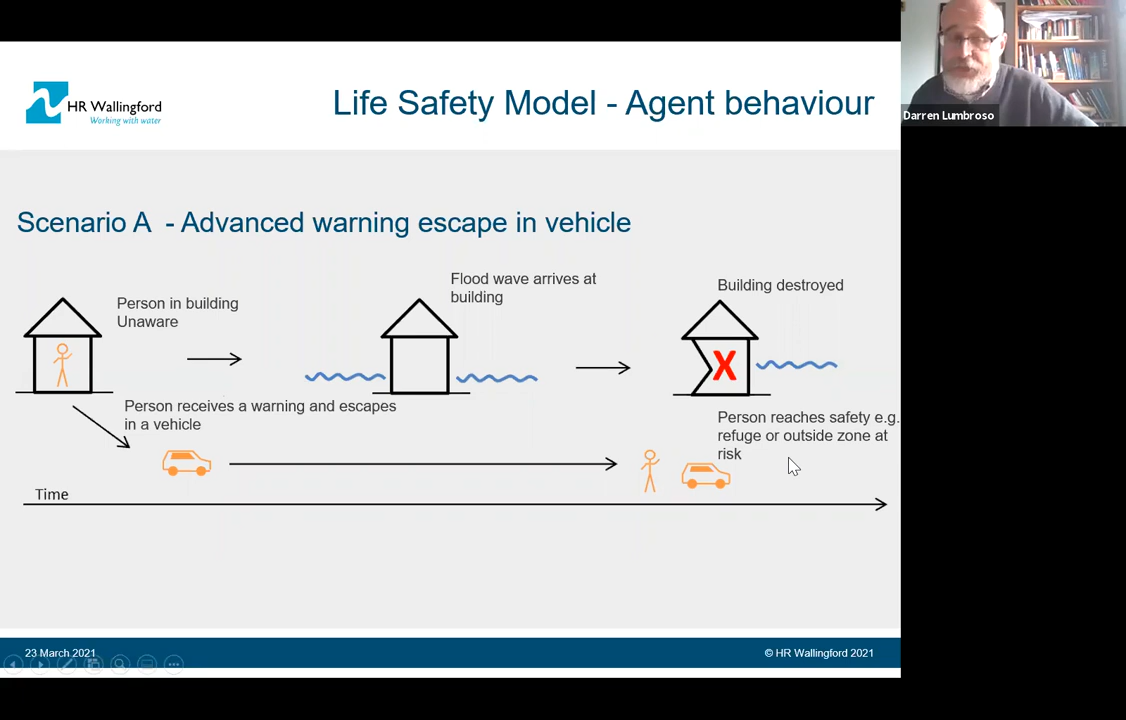 HR Wallingford
Working with water
Life Safety Model - Agent behaviour
Darren Lumbroso
Scenario A - Advanced warning escape in vehicle
Person in building
Unaware
Flood wave arrives at
building
Building destroyed
X
Person receives a warning and escapes
in a vehicle
Person reaches safety e.g.
refuge or outside zone at
risk
Time
23 March 2021
© HR Wallingford 2021